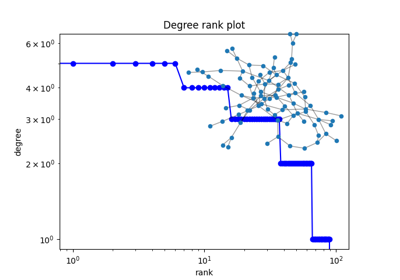 Degree rank plot
degree
6 × 10⁰
4 × 10⁰
3 × 10⁰
2 × 10⁰
10⁰
10⁰
10¹
10²
rank